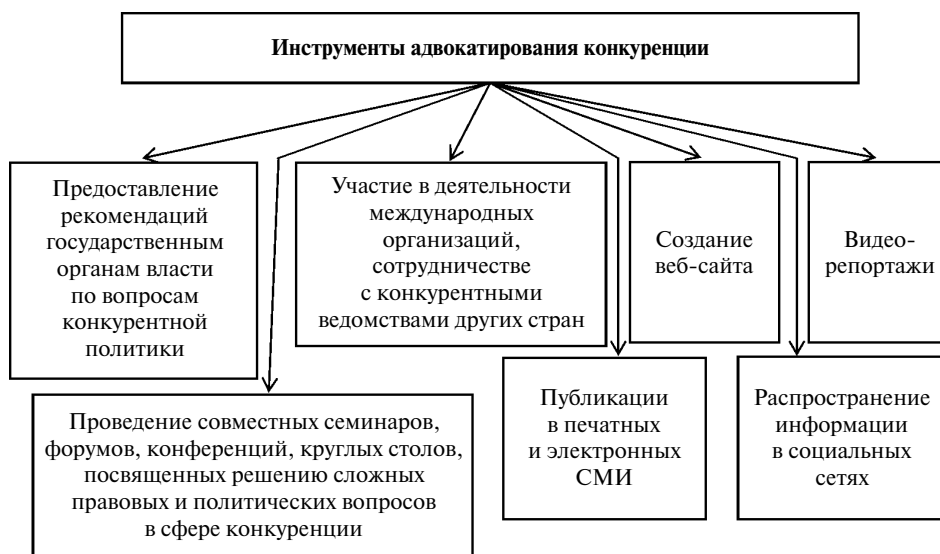 Инструменты адвокатирования конкуренции
Предоставление
рекомендаций
государственным
органам власти
по вопросам
конкурентной
политики
Участие в деятельности
международных
организаций,
сотрудничестве
с конкурентными
ведомствами других стран
Создание
веб-сайта
Видео-
репортажи
Проведение совместных семинаров,
форумов, конференций, круглых столов,
посвященных решению сложных
правовых и политических вопросов
в сфере конкуренции
Публикации
в печатных
и электронных
СМИ
Распространение
информации
в социальных
сетях